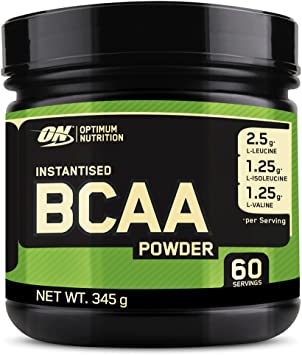 ON OPTIMUM
NUTRITION
INSTANTISED
BCAA
POWDER
2.5g*
L-LEUCINE
1.25g*
L-ISOLEUCINE
1.25g*
L-VALINE
*per Serving
60
SERVINGS
NET WT. 345 g